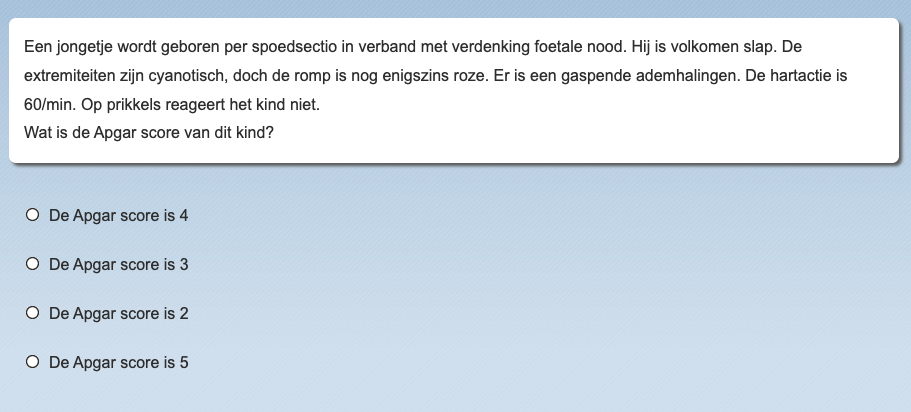 Een jongetje wordt geboren per spoedsectio in verband met verdenking foetale nood. Hij is volkomen slap. De
extremiteiten zijn cyanotisch, doch de romp is nog enigszins roze. Er is een gaspende ademhalingen. De hartactie is
60/min. Op prikkels reageert het kind niet.
Wat is de Apgar score van dit kind?
De Apgar score is 4
De Apgar score is 3
De Apgar score is 2
De Apgar score is 5